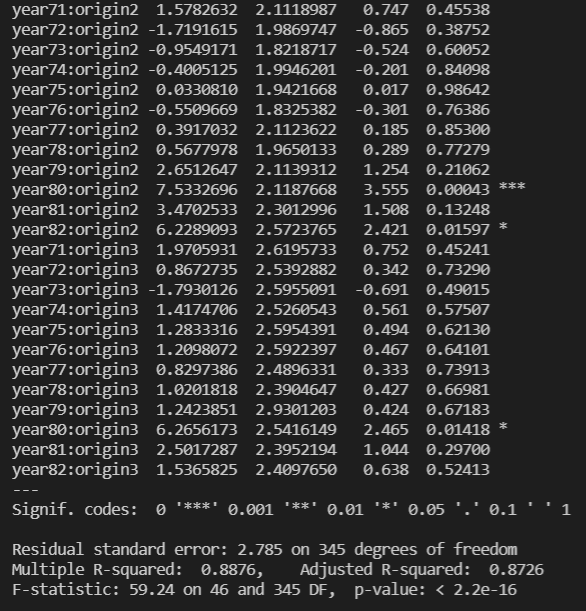 year71:origin2 1.5782632 2.1118987 0.747 0.45538
year72:origin2 -1.7191615 1.9869747 -0.865 0.38752
year73:origin2 -0.9549171 1.8218717 -0.524 0.60052
year74:origin2 -0.4005125 1.9946201 -0.201 0.84098
year75:origin2 0.0330810 1.9421668 0.017 0.98642
year76:origin2 -0.5509669 1.8325382 -0.301 0.76386
year77:origin2 0.3917032 2.1123622 0.185 0.85300
year78:origin2 0.5677978 1.9650133 0.289 0.77279
year79:origin2 2.6512647 2.1139312 1.254 0.21062
year80:origin2 7.5332696 2.1187668 3.555 0.00043 ***
year81:origin2 3.4702533 2.3012996 1.508 0.13248
year82:origin2 6.2289093 2.5723765 2.421 0.01597 *
year71:origin3 1.9705931 2.6195733 0.752 0.45241
year72:origin3 0.8672735 2.5392882 0.342 0.73290
year73:origin3 -1.7930126 2.5955091 -0.691 0.49015
year74:origin3 1.4174706 2.5260543 0.561 0.57507
year75:origin3 1.2833316 2.5954391 0.494 0.62130
year76:origin3 1.2098072 2.5922397 0.467 0.64101
year77:origin3 0.8297386 2.4896331 0.333 0.73913
year78:origin3 1.0201818 2.3904647 0.427 0.66981
year79:origin3 1.2423851 2.9301203 0.424 0.67183
year80:origin3 6.2656173 2.5416149 2.465 0.01418 *
year81:origin3 2.5017287 2.3952194 1.044 0.29700
year82:origin3 1.5365825 2.4097650 0.638 0.52413
---
Signif. codes: 0 '***' 0.001 '**' 0.01 '*' 0.05 '.' 0.1 ' ' 1
Residual standard error: 2.785 on 345 degrees of freedom
Multiple R-squared: 0.8876, Adjusted R-squared: 0.8726
F-statistic: 59.24 on 46 and 345 DF, p-value: < 2.2e-16